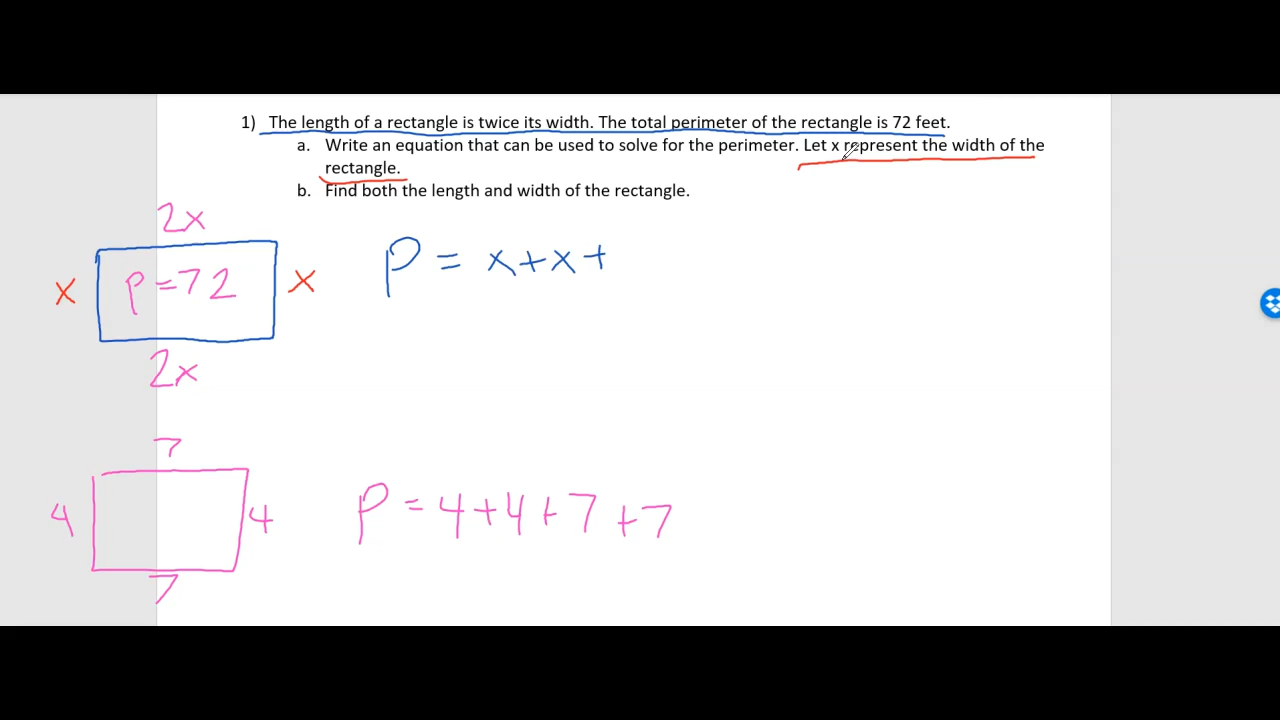 1) The length of a rectangle is twice its width. The total perimeter of the rectangle is 72 feet.
a. Write an equation that can be used to solve for the perimeter. Let x represent the width of the
rectangle.
b. Find both the length and width of the rectangle.
2x
x P=72 x
P = x+x+
2x
7
4 4
P = 4+4+7+7
7